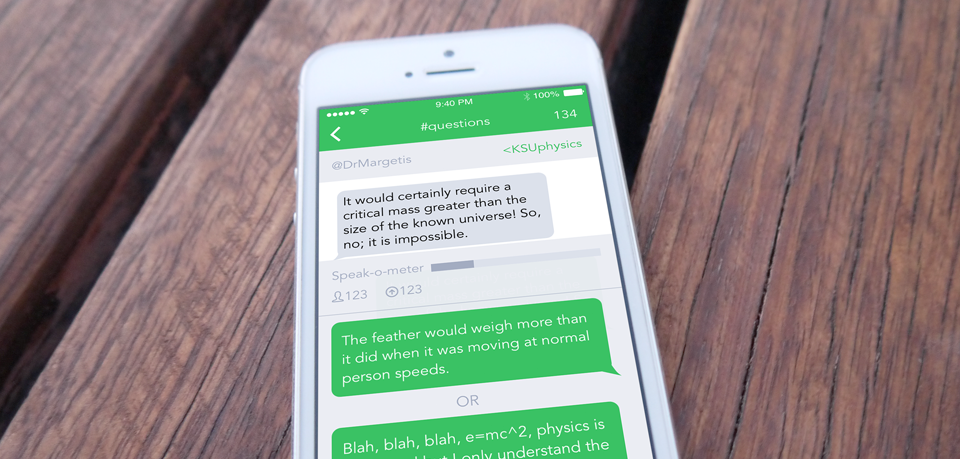 9:40 PM
100%
#questions
134
@DrMargetis
<KSUphysics
It would certainly require a
critical mass greater than the
size of the known universe! So,
no; it is impossible.
Speak-o-meter
123
123
The feather would weigh more than
it did when it was moving at normal
person speeds.
OR
Blah, blah, blah, e=mc^2, physics is
I only understand the